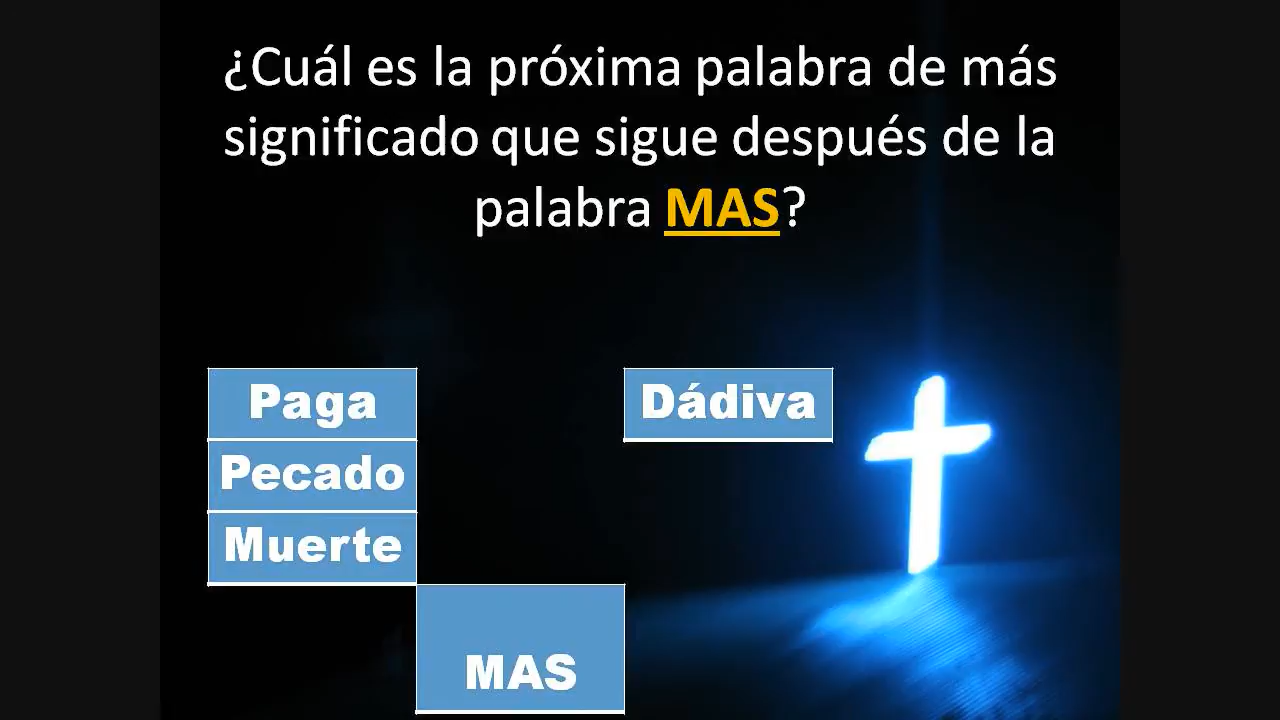 ¿Cuál es la próxima palabra de más
significado que sigue después de la
palabra MAS?
Paga
Dádiva
Pecado
Muerte
MAS